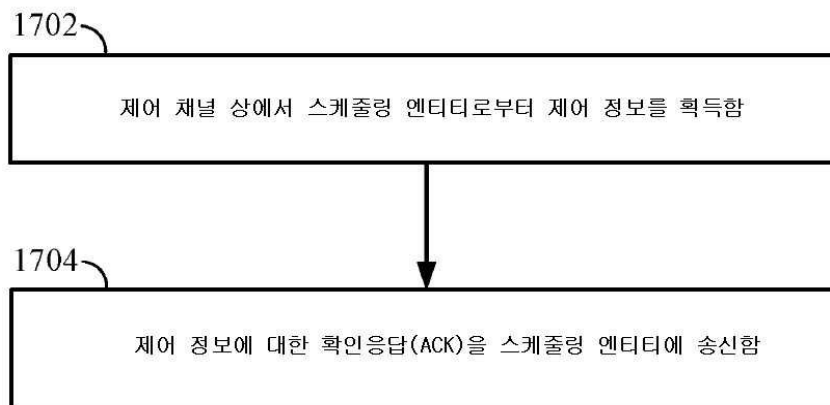 1702
제어 채널 상에서 스케줄링 엔티티로부터 제어 정보를 획득함
1704
제어 정보에 대한 확인응답(ACK)을 스케줄링 엔티티에 송신함